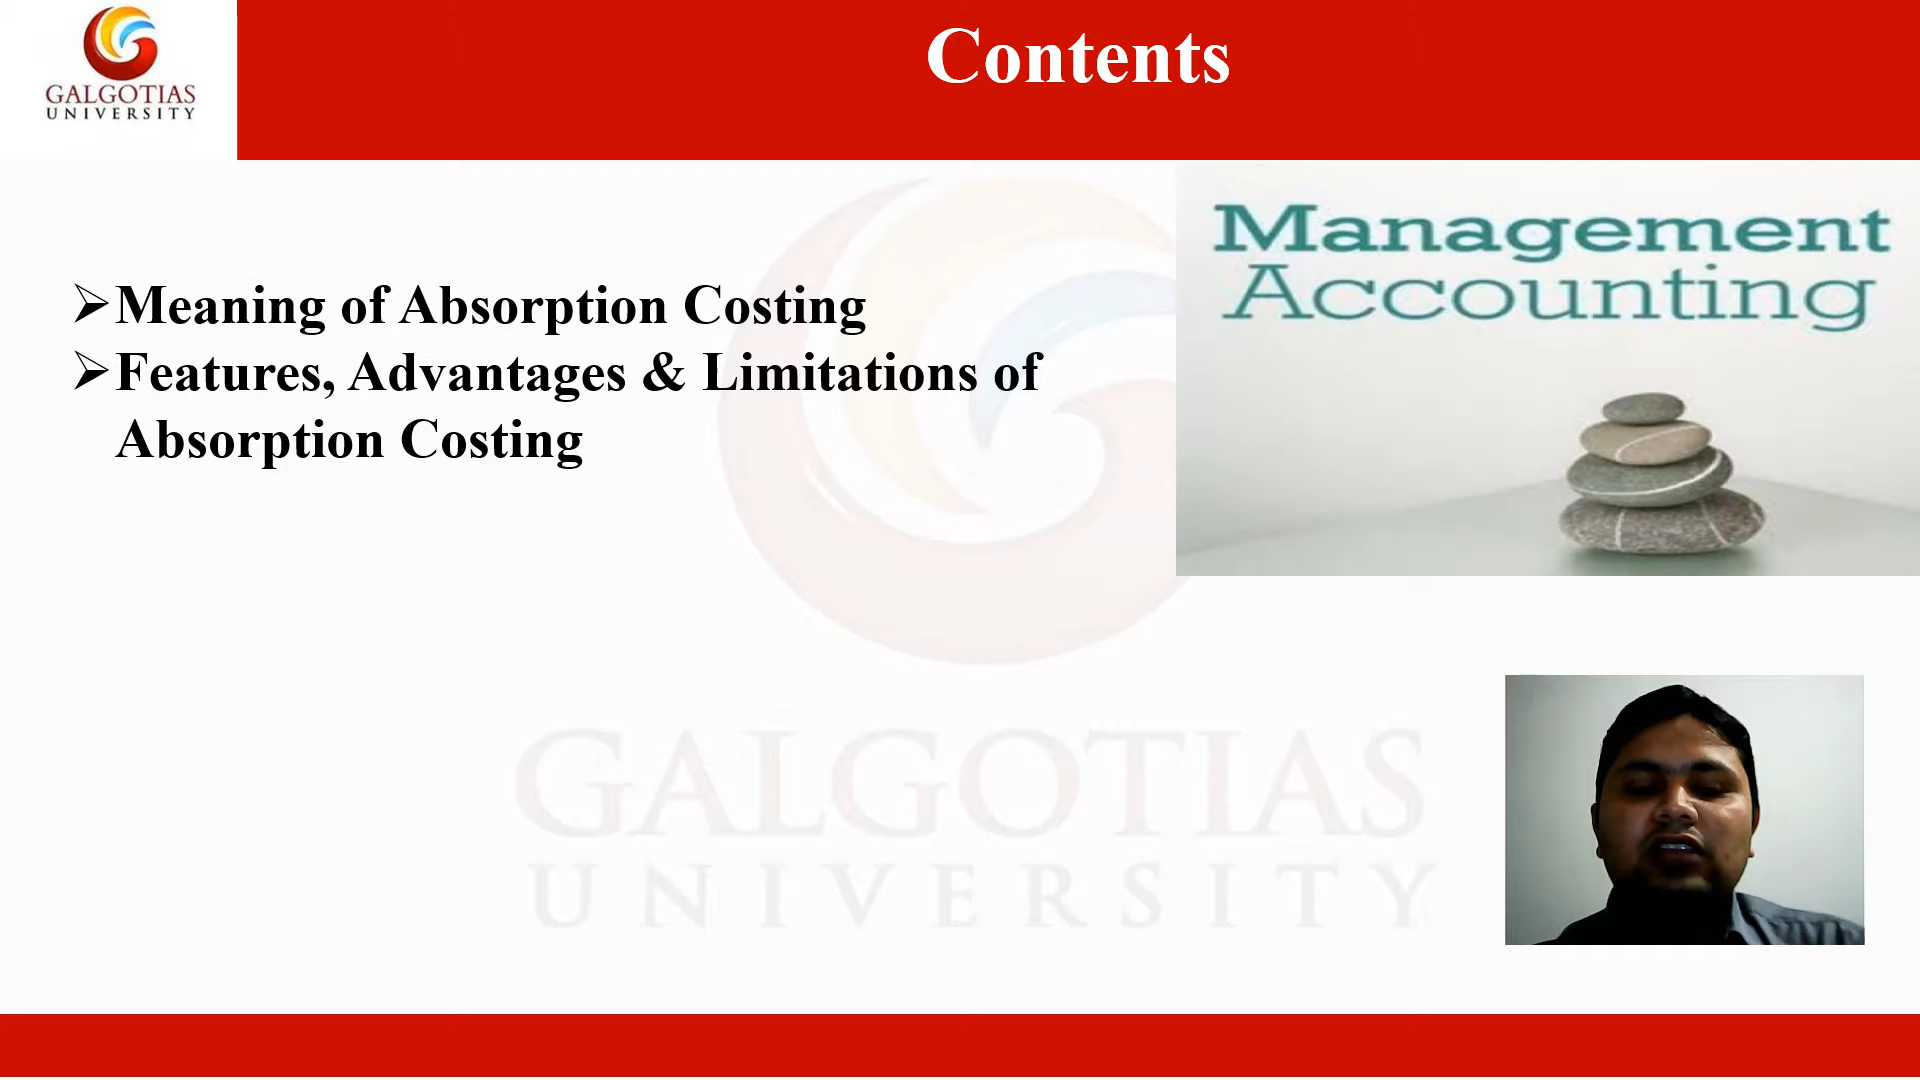 GALGOTIAS
UNIVERSITY
Contents
➢Meaning of Absorption Costing
➢Features, Advantages & Limitations of
Absorption Costing
Management
Accounting
GALGOTIAS
UNIVERSITY